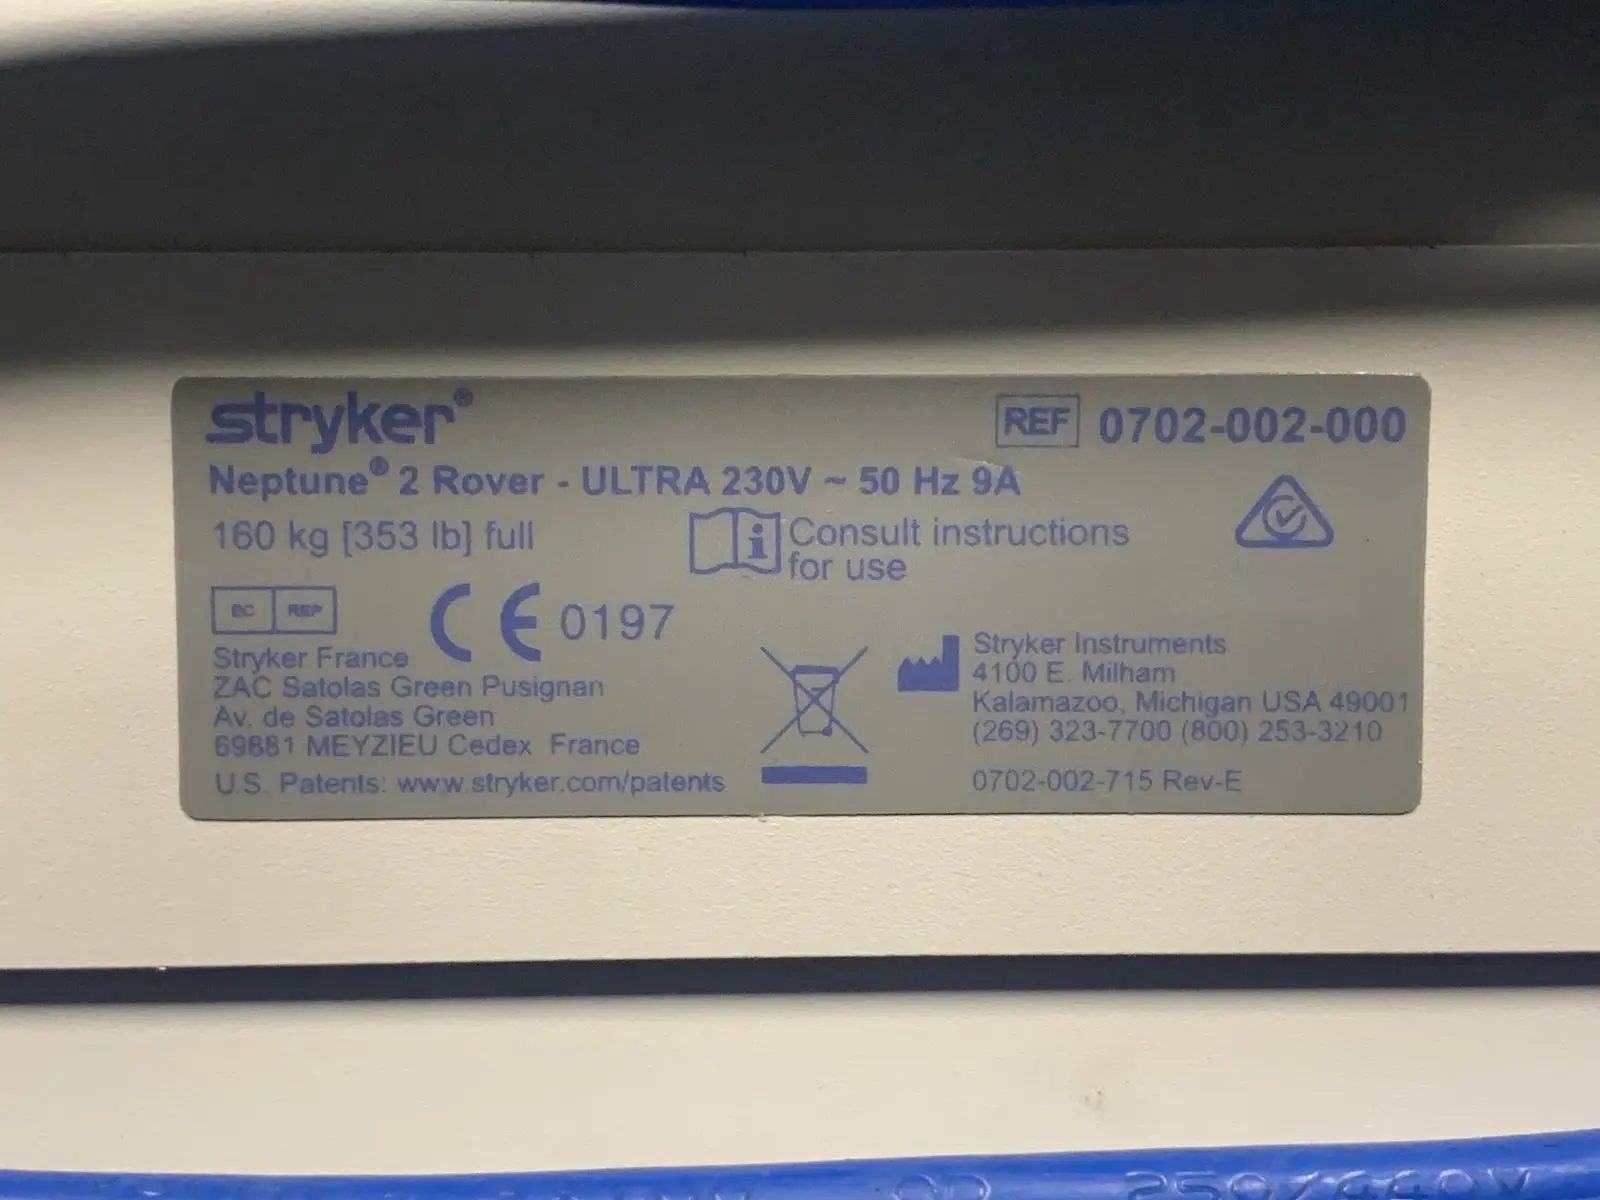 stryker®
REF 0702-002-000
Neptune® 2 Rover - ULTRA 230V ~ 50 Hz 9A
160 kg [353 lb] full
Consult instructions
for use
EC REP
CE 0197
Stryker France
ZAC Satolas Green Pusignan
Av. de Satolas Green
69881 MEYZIEU Cedex France
U.S. Patents: www.stryker.com/patents
Stryker Instruments
4100 E. Milham
Kalamazoo, Michigan USA 49001
(269) 323-7700 (800) 253-3210
0702-002-715 Rev-E